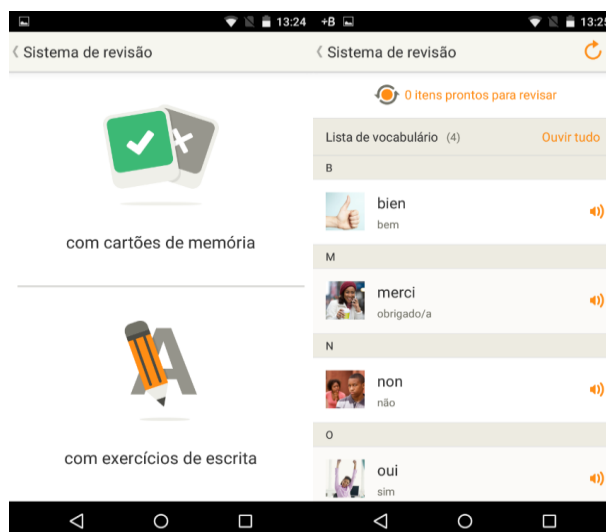 13:24
Sistema de revisão
com cartões de memória
com exercícios de escrita
+B
13:25
Sistema de revisão
0 itens prontos para revisar
Lista de vocabulário (4)
Ouvir tudo
B
bien
bem
M
merci
obrigado/a
N
non
não
O
oui
sim